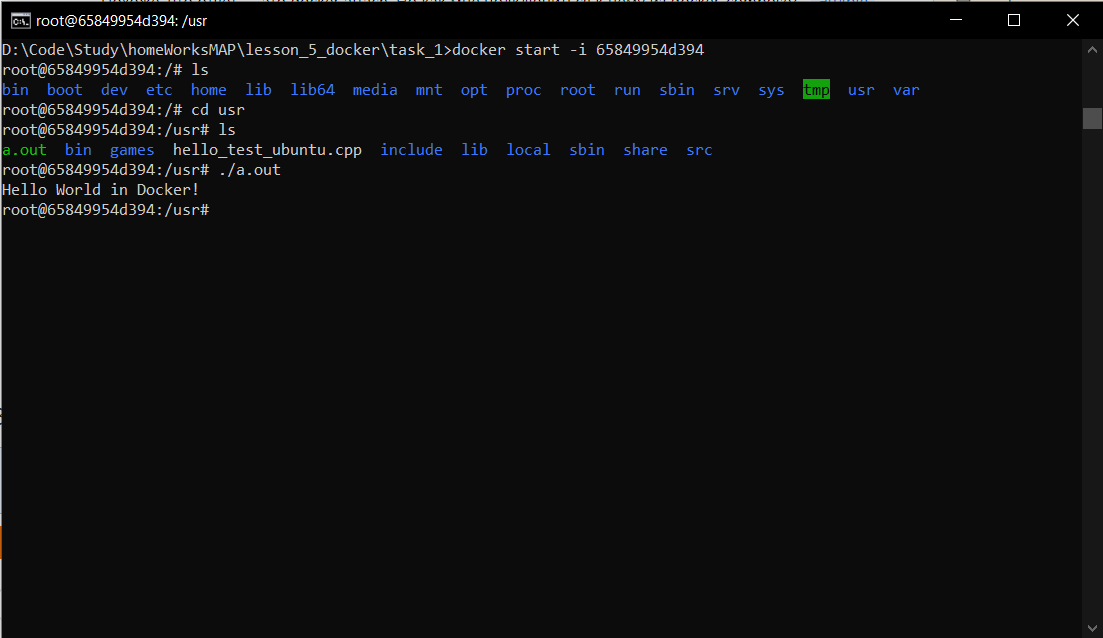 root@65849954d394: /usr
D:\Code\Study\homeWorksMAP\lesson_5_docker\task_1>docker start -i 65849954d394
root@65849954d394:/# ls
bin  boot  dev  etc  home  lib  lib64  media  mnt  opt  proc  root  run  sbin  srv  sys  tmp  usr  var
root@65849954d394:/# cd usr
root@65849954d394:/usr# ls
a.out  bin  games  hello_test_ubuntu.cpp  include  lib  local  sbin  share  src
root@65849954d394:/usr# ./a.out
Hello World in Docker!
root@65849954d394:/usr#